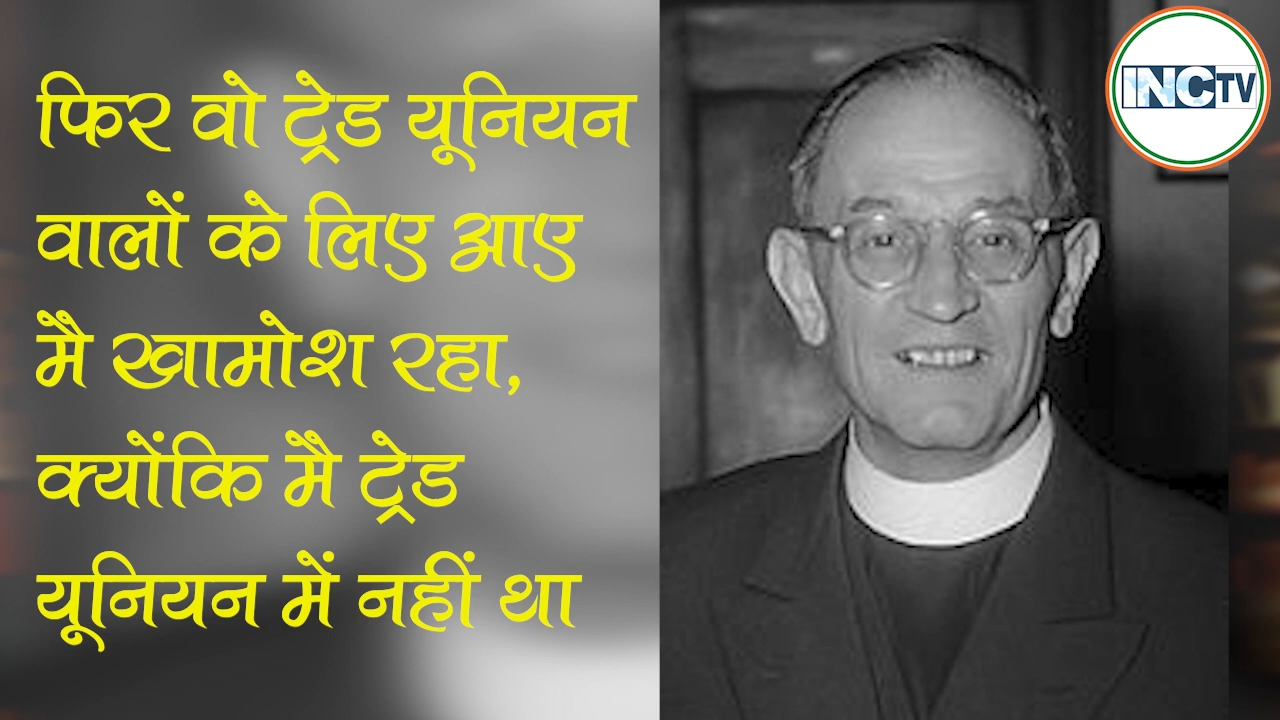 फिर वो ट्रेड यूनियन
वालों के लिए आए
मै खामोश रहा,
क्योंकि मै ट्रेड
यूनियन में नहीं था
INCTV